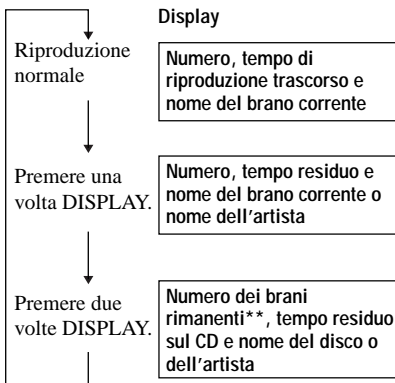 Display
Riproduzione
normale
Numero, tempo di
riproduzione trascorso e
nome del brano corrente
Premere una
volta DISPLAY.
Numero, tempo residuo e
nome del brano corrente o
nome dell'artista
Premere due
volte DISPLAY.
Numero dei brani
rimanenti**, tempo residuo
sul CD e nome del disco o
dell'artista